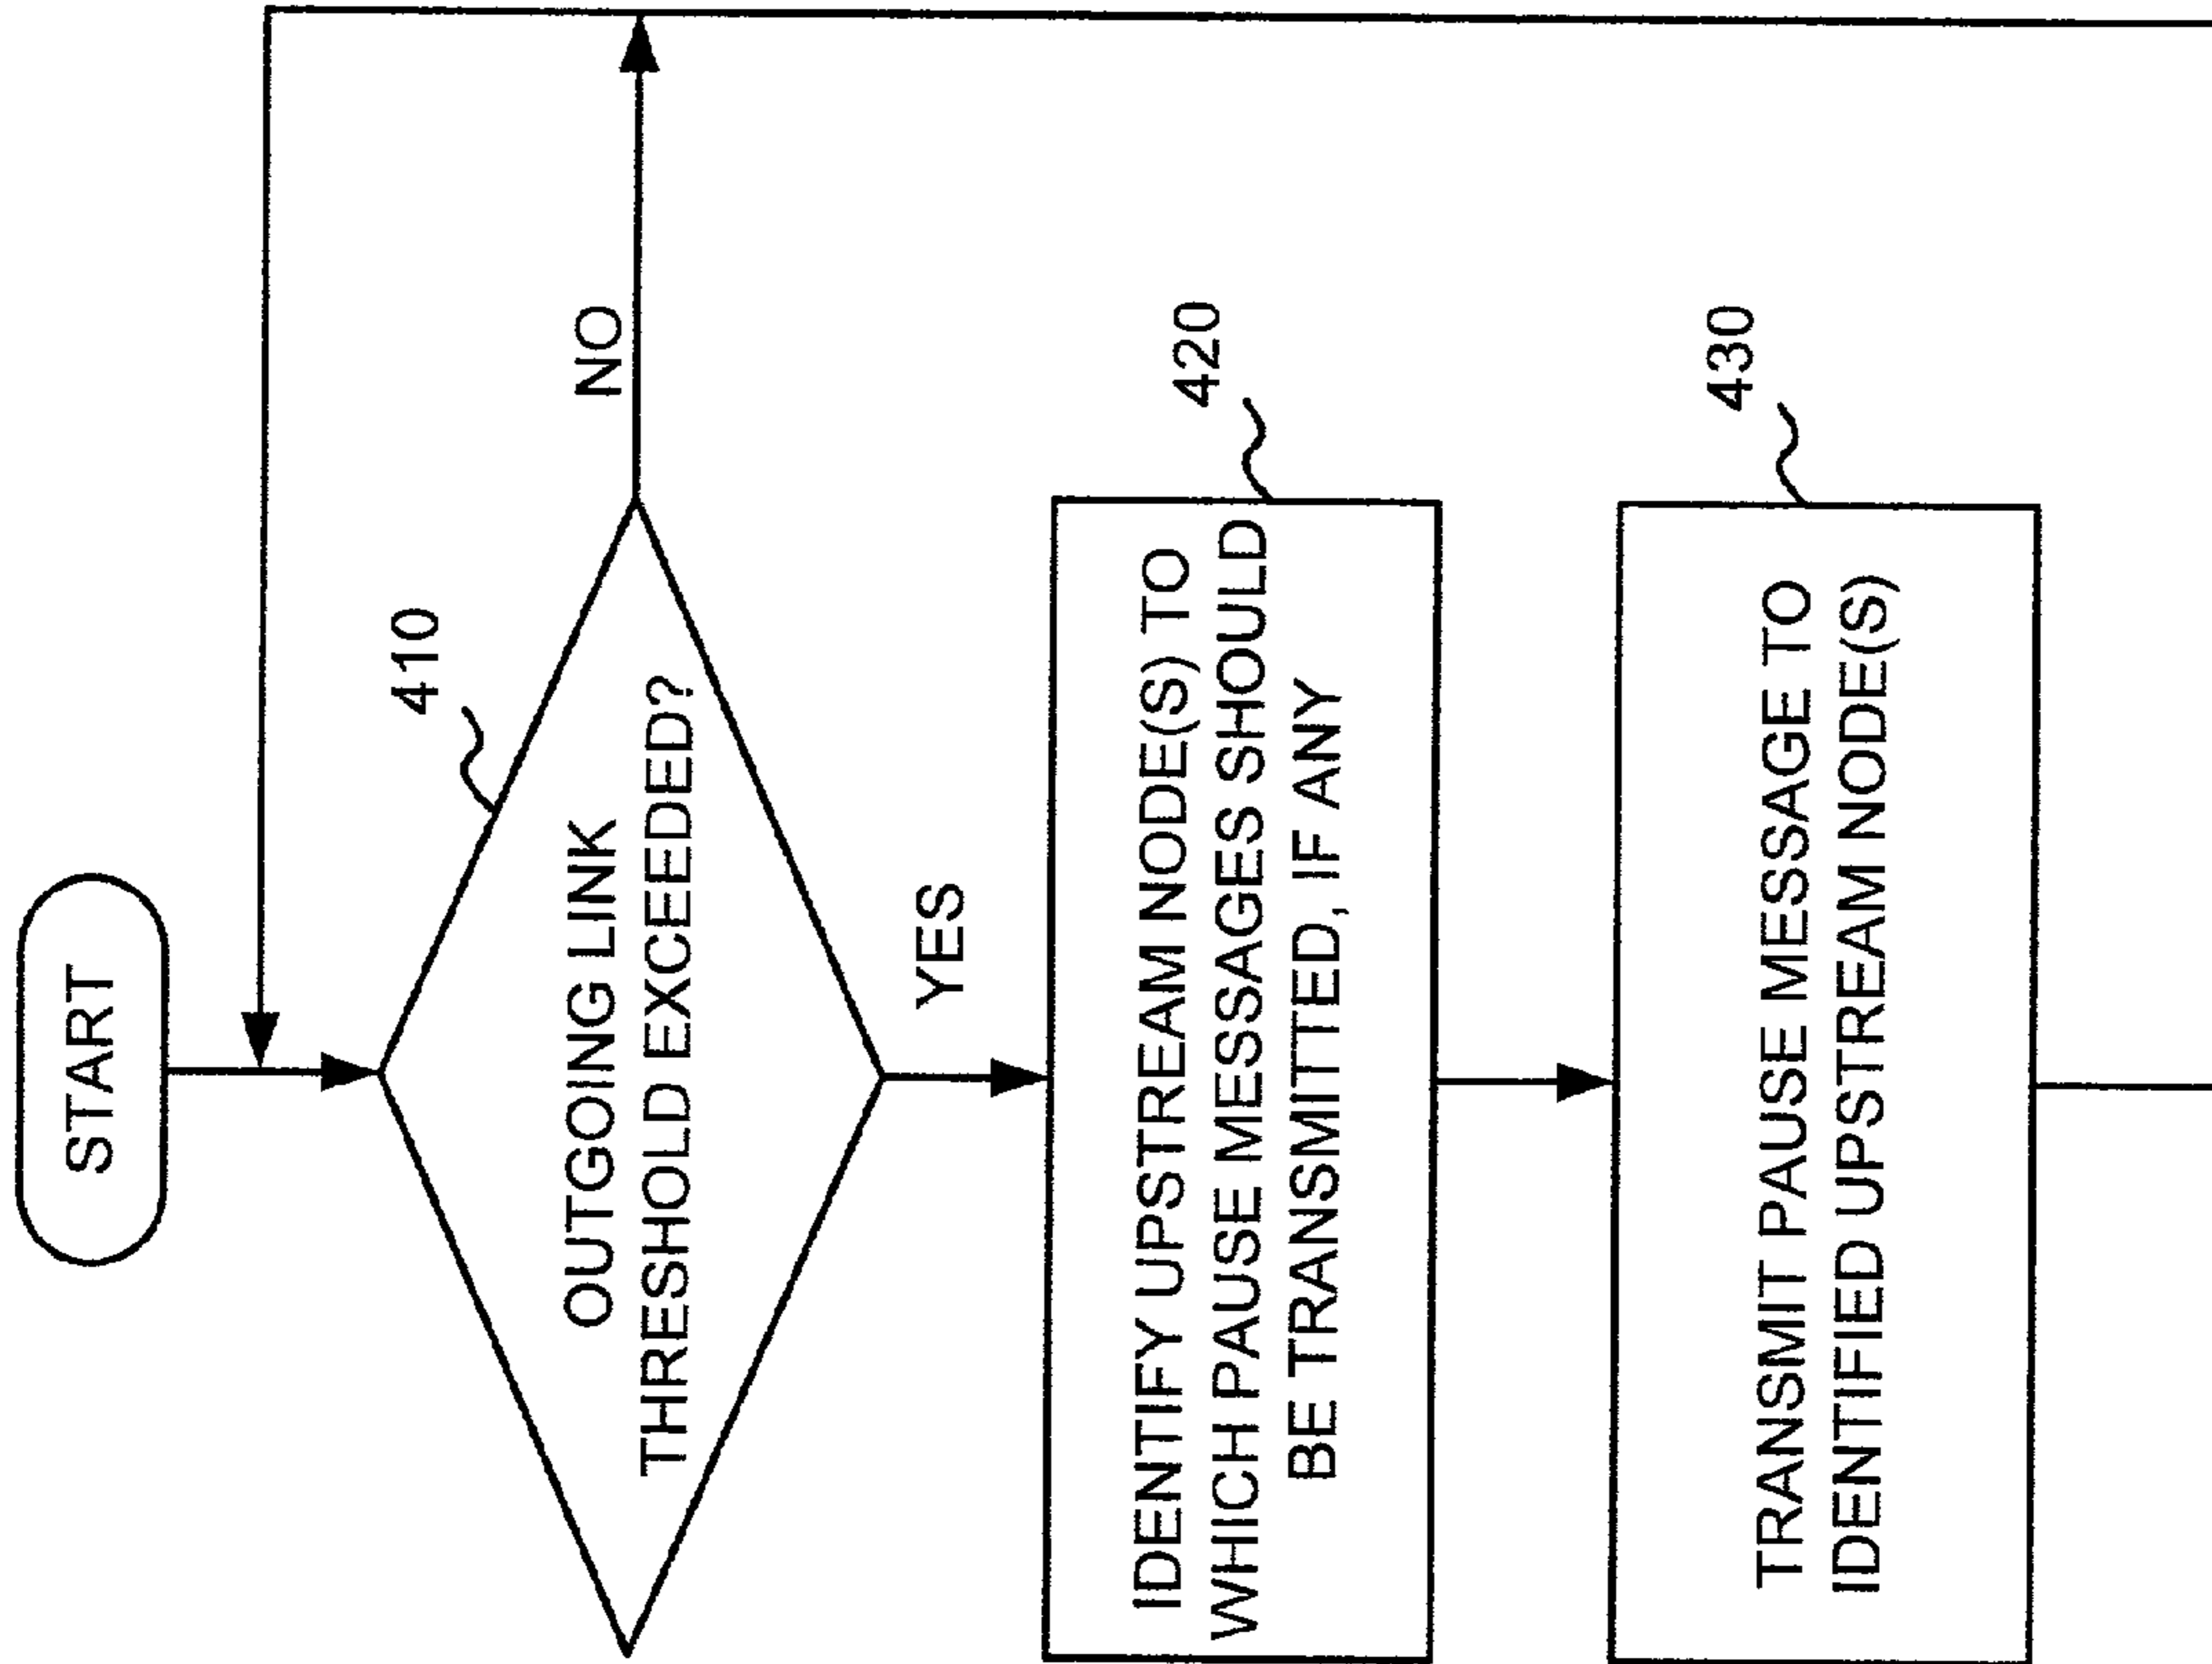 START
410
OUTGOING LINK
THRESHOLD EXCEEDED?
NO
YES
420
IDENTIFY UPSTREAM NODE(S) TO
WHICH PAUSE MESSAGES SHOULD
BE TRANSMITTED, IF ANY
430
TRANSMIT PAUSE MESSAGE TO
IDENTIFIED UPSTREAM NODE(S)